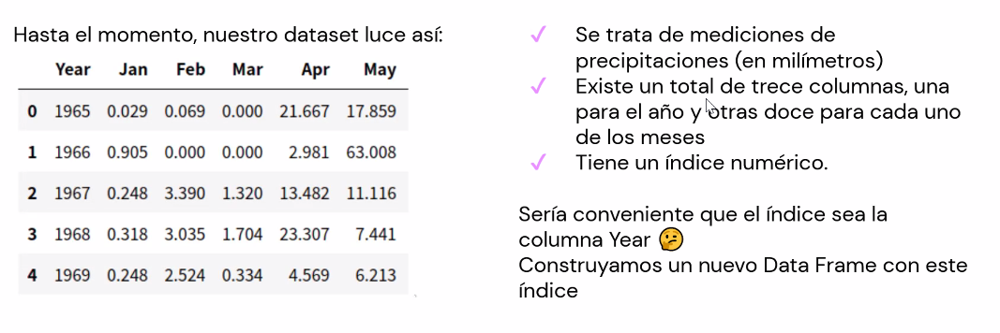 Hasta el momento, nuestro dataset luce así:
Year Jan Feb Mar Apr May
0 1965 0.029 0.069 0.000 21.667 17.859
1 1966 0.905 0.000 0.000 2.981 63.008
2 1967 0.248 3.390 1.320 13.482 11.116
3 1968 0.318 3.035 1.704 23.307 7.441
4 1969 0.248 2.524 0.334 4.569 6.213
✓ Se trata de mediciones de
precipitaciones (en milímetros)
✓ Existe un total de trece columnas, una
para el año y otras doce para cada uno
de los meses
✓ Tiene un índice numérico.
Sería conveniente que el índice sea la
columna Year 🤔
Construyamos un nuevo Data Frame con este
índice